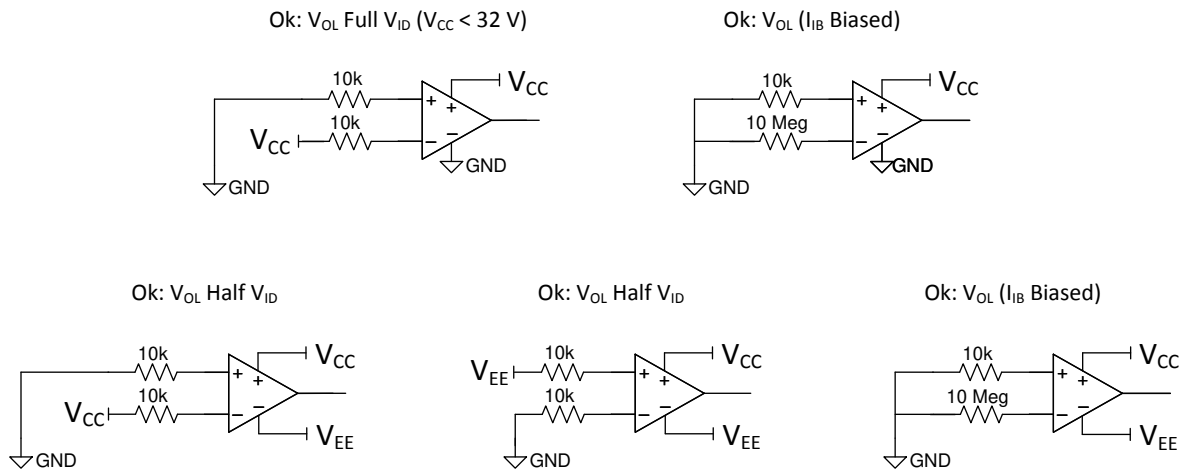 Ok: VOL Full VID (VCC < 32 V)
Ok: VOL (IIB Biased)
10k
+
+
VCC
VCC
10k
−
−
GND
GND
10k
+
+
VCC
10 Meg
−
−
GND
GND
Ok: VOL Half VID
Ok: VOL Half VID
Ok: VOL (IIB Biased)
10k
+
+
VCC
VCC
10k
−
−
VEE
GND
VEE
10k
+
+
VCC
10k
−
−
VEE
GND
10k
+
+
VCC
10 Meg
−
−
VEE
GND